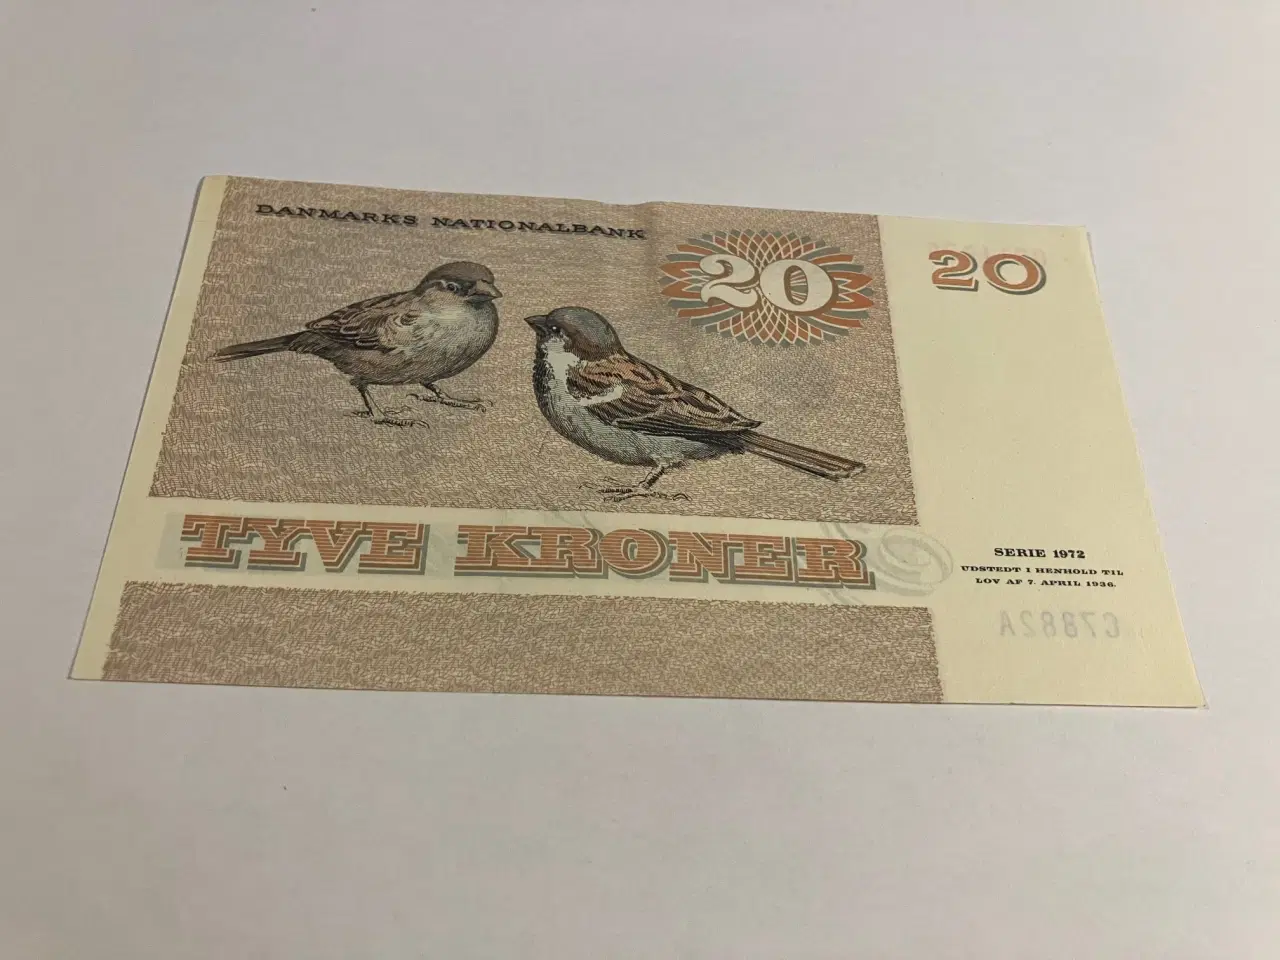 DANMARKS NATIONALBANK
20
20
TYVE KRONER
SERIE 1972
UDSTEDT I HENHOLD TIL
LOV AF 7. APRIL 1936.
C7882A